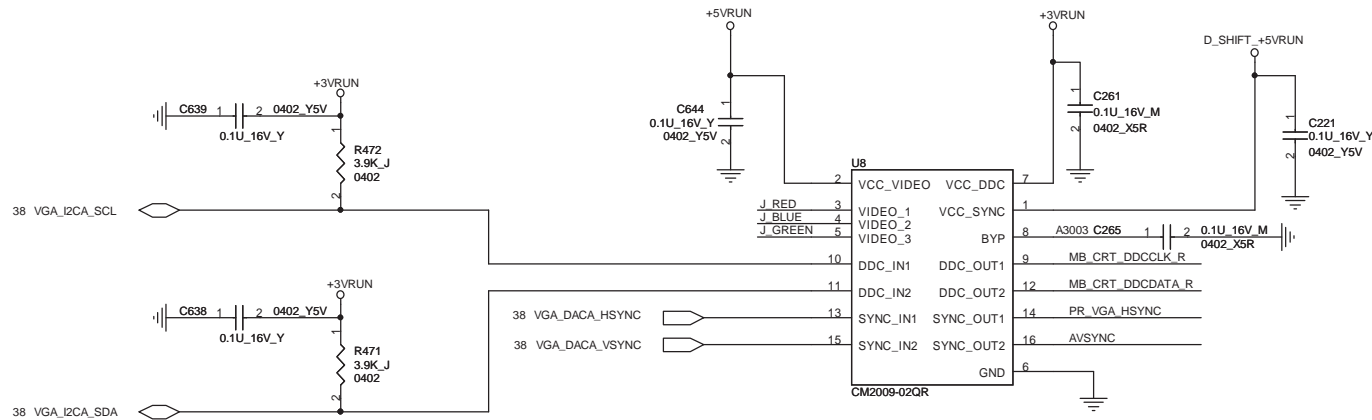 +5VRUN
+3VRUN
D_SHIFT_+5VRUN
+3VRUN
C639 1 2 0402_Y5V
0.1U_16V_Y
1
R472
3.9K_J
0402
2
38 VGA_I2CA_SCL
1
C644
0.1U_16V_Y
0402_Y5V
2
1
C261
0.1U_16V_M
2
0402_X5R
1
C221
0.1U_16V_Y
2
0402_Y5V
U8
2 VCC_VIDEO VCC_DDC 7
VCC_SYNC 1
J_RED 3 VIDEO_1
J_BLUE 4 VIDEO_2
J_GREEN 5 VIDEO_3
BYP 8 A3003 C265 1 2 0.1U_16V_M
0402_X5R
10 DDC_IN1 DDC_OUT1 9 MB_CRT_DDCCLK_R
11 DDC_IN2 DDC_OUT2 12 MB_CRT_DDCDATA_R
38 VGA_DACA_HSYNC 13 SYNC_IN1 SYNC_OUT1 14 PR_VGA_HSYNC
38 VGA_DACA_VSYNC 15 SYNC_IN2 SYNC_OUT2 16 AVSYNC
GND 6
CM2009-02QR
+3VRUN
C638 1 2 0402_Y5V
0.1U_16V_Y
1
R471
3.9K_J
0402
2
38 VGA_I2CA_SDA